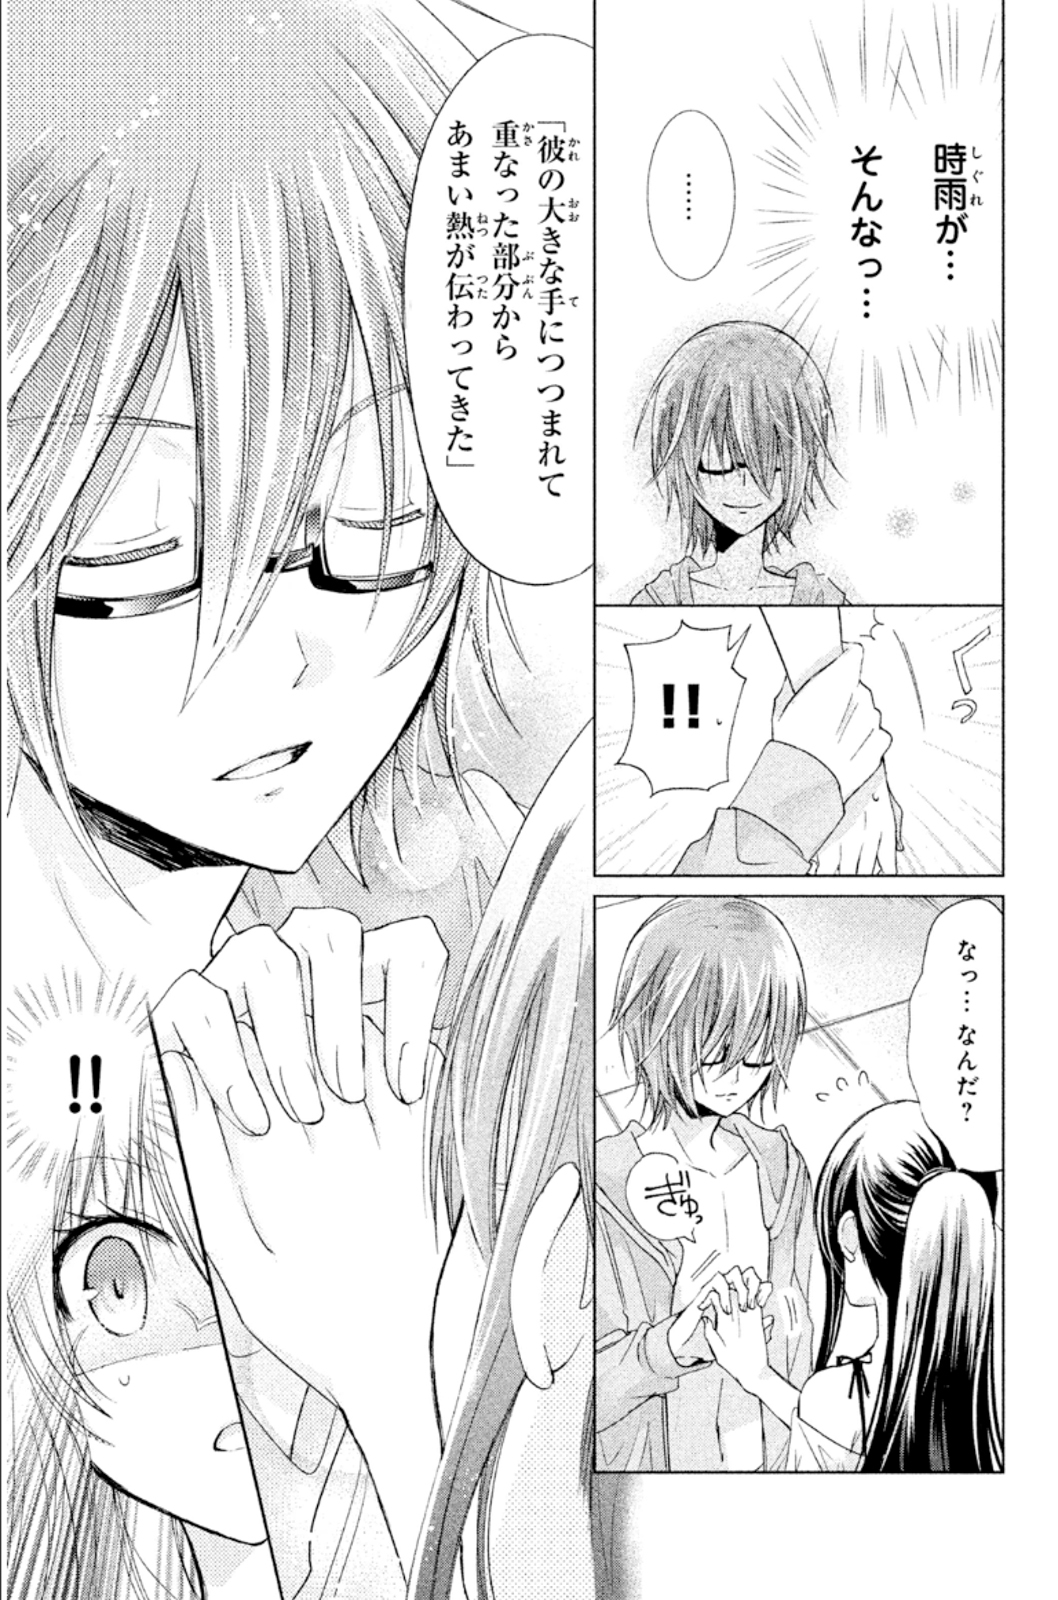 時雨が…
そんなっ…
……
ぐっ
!!
なっ…なんだ?
ぎゅっ
「彼の大きな手につつまれて
重なった部分から
あまい熱が伝わってきた」
!!